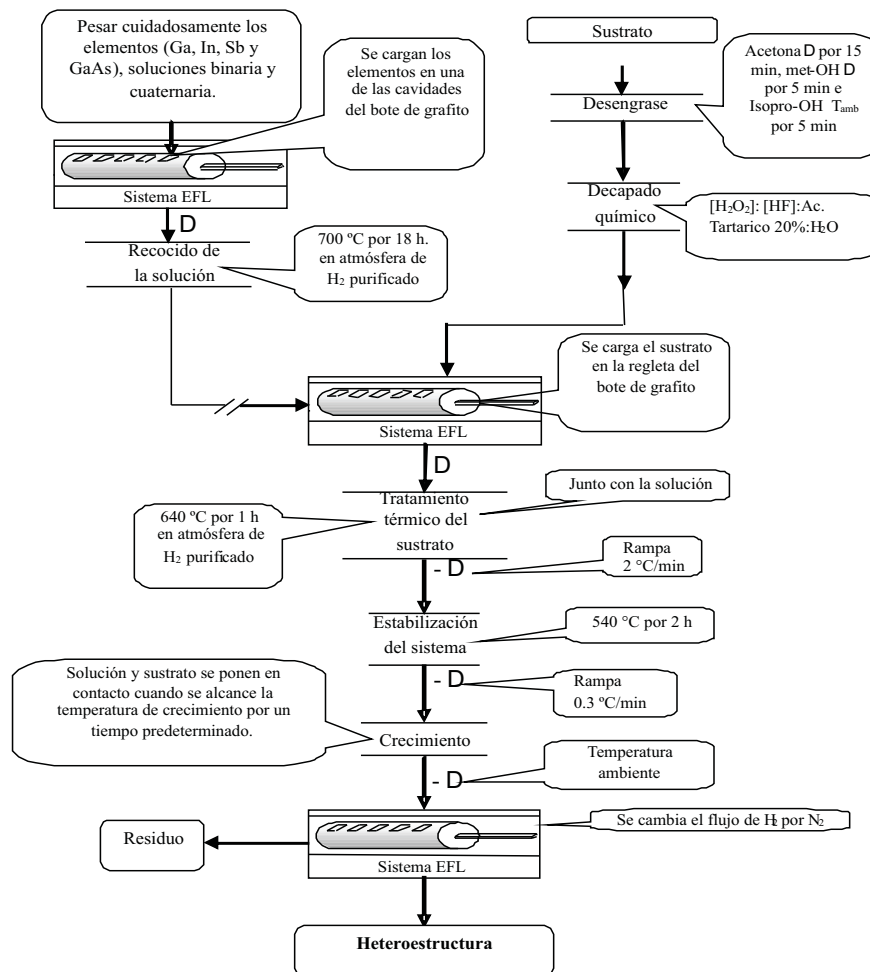 Pesar cuidadosamente los
elementos (Ga, In, Sb y
GaAs), soluciones binaria y
cuaternaria.
Se cargan los
elementos en una
de las cavidades
del bote de grafito
Sistema EFL
D
Recocido de
la solución
700 ºC por 18 h.
en atmósfera de
H₂ purificado
Sustrato
Desengrase
Acetona D por 15
min, met-OH D
por 5 min e
Isopro-OH Tamb
por 5 min
Decapado
químico
[H₂O₂]: [HF]:Ac.
Tartarico 20%:H₂O
Se carga el sustrato
en la regleta del
bote de grafito
Sistema EFL
D
Tratamiento
térmico del
sustrato
Junto con la solución
640 ºC por 1 h
en atmósfera de
H₂ purificado
- D
Rampa
2 °C/min
Estabilización
del sistema
540 °C por 2 h
- D
Rampa
0.3 ºC/min
Solución y sustrato se ponen en
contacto cuando se alcance la
temperatura de crecimiento por un
tiempo predeterminado.
Crecimiento
- D
Temperatura
ambiente
Se cambia el flujo de H₂ por N₂
Residuo
Sistema EFL
Heteroestructura